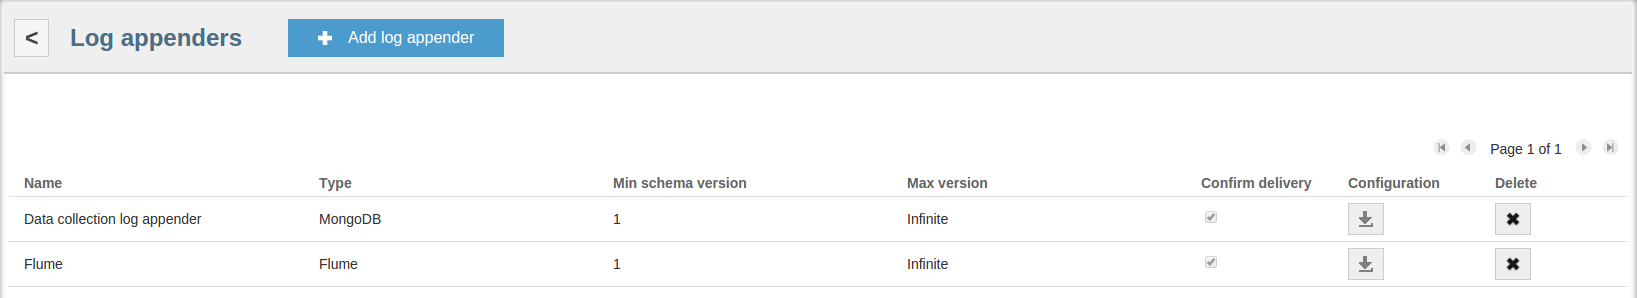 < Log appenders Add log appender
Page 1 of 1
Name Type Min schema version Max version Confirm delivery Configuration Delete
Data collection log appender MongoDB 1 Infinite
Flume Flume 1 Infinite